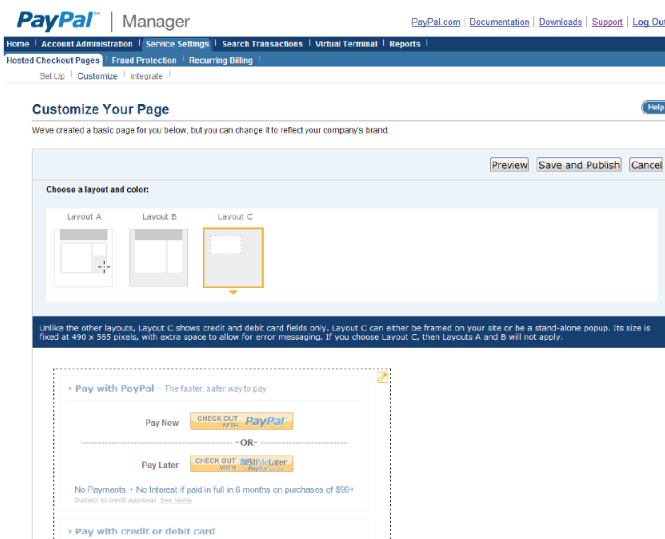 PayPal™ | Manager
PayPal.com | Documentation | Downloads | Support | Log Out
Home | Account Administration | Service Settings | Search Transactions | Virtual Terminal | Reports |
Hosted Checkout Pages | Fraud Protection | Recurring Billing |
Set Up | Customize | Integrate |
Customize Your Page
Help
We've created a basic page for you below, but you can change it to reflect your company's brand.
Preview Save and Publish Cancel
Choose a layout and color:
Layout A Layout B Layout C
Unlike the other layouts, Layout C shows credit and debit card fields only. Layout C can either be framed on your site or be a stand-alone popup. Its size is
fixed at 490 x 565 pixels, with extra space to allow for error messaging. If you choose Layout C, then Layouts A and B will not apply.
› Pay with PayPal - The faster, safer way to pay
Pay Now CHECK OUT WITH PayPal
-OR-
Pay Later CHECK OUT WITH BillMeLater
No Payments + No Interest if paid in full in 6 months on purchases of $99+
Subject to credit approval. See terms
› Pay with credit or debit card